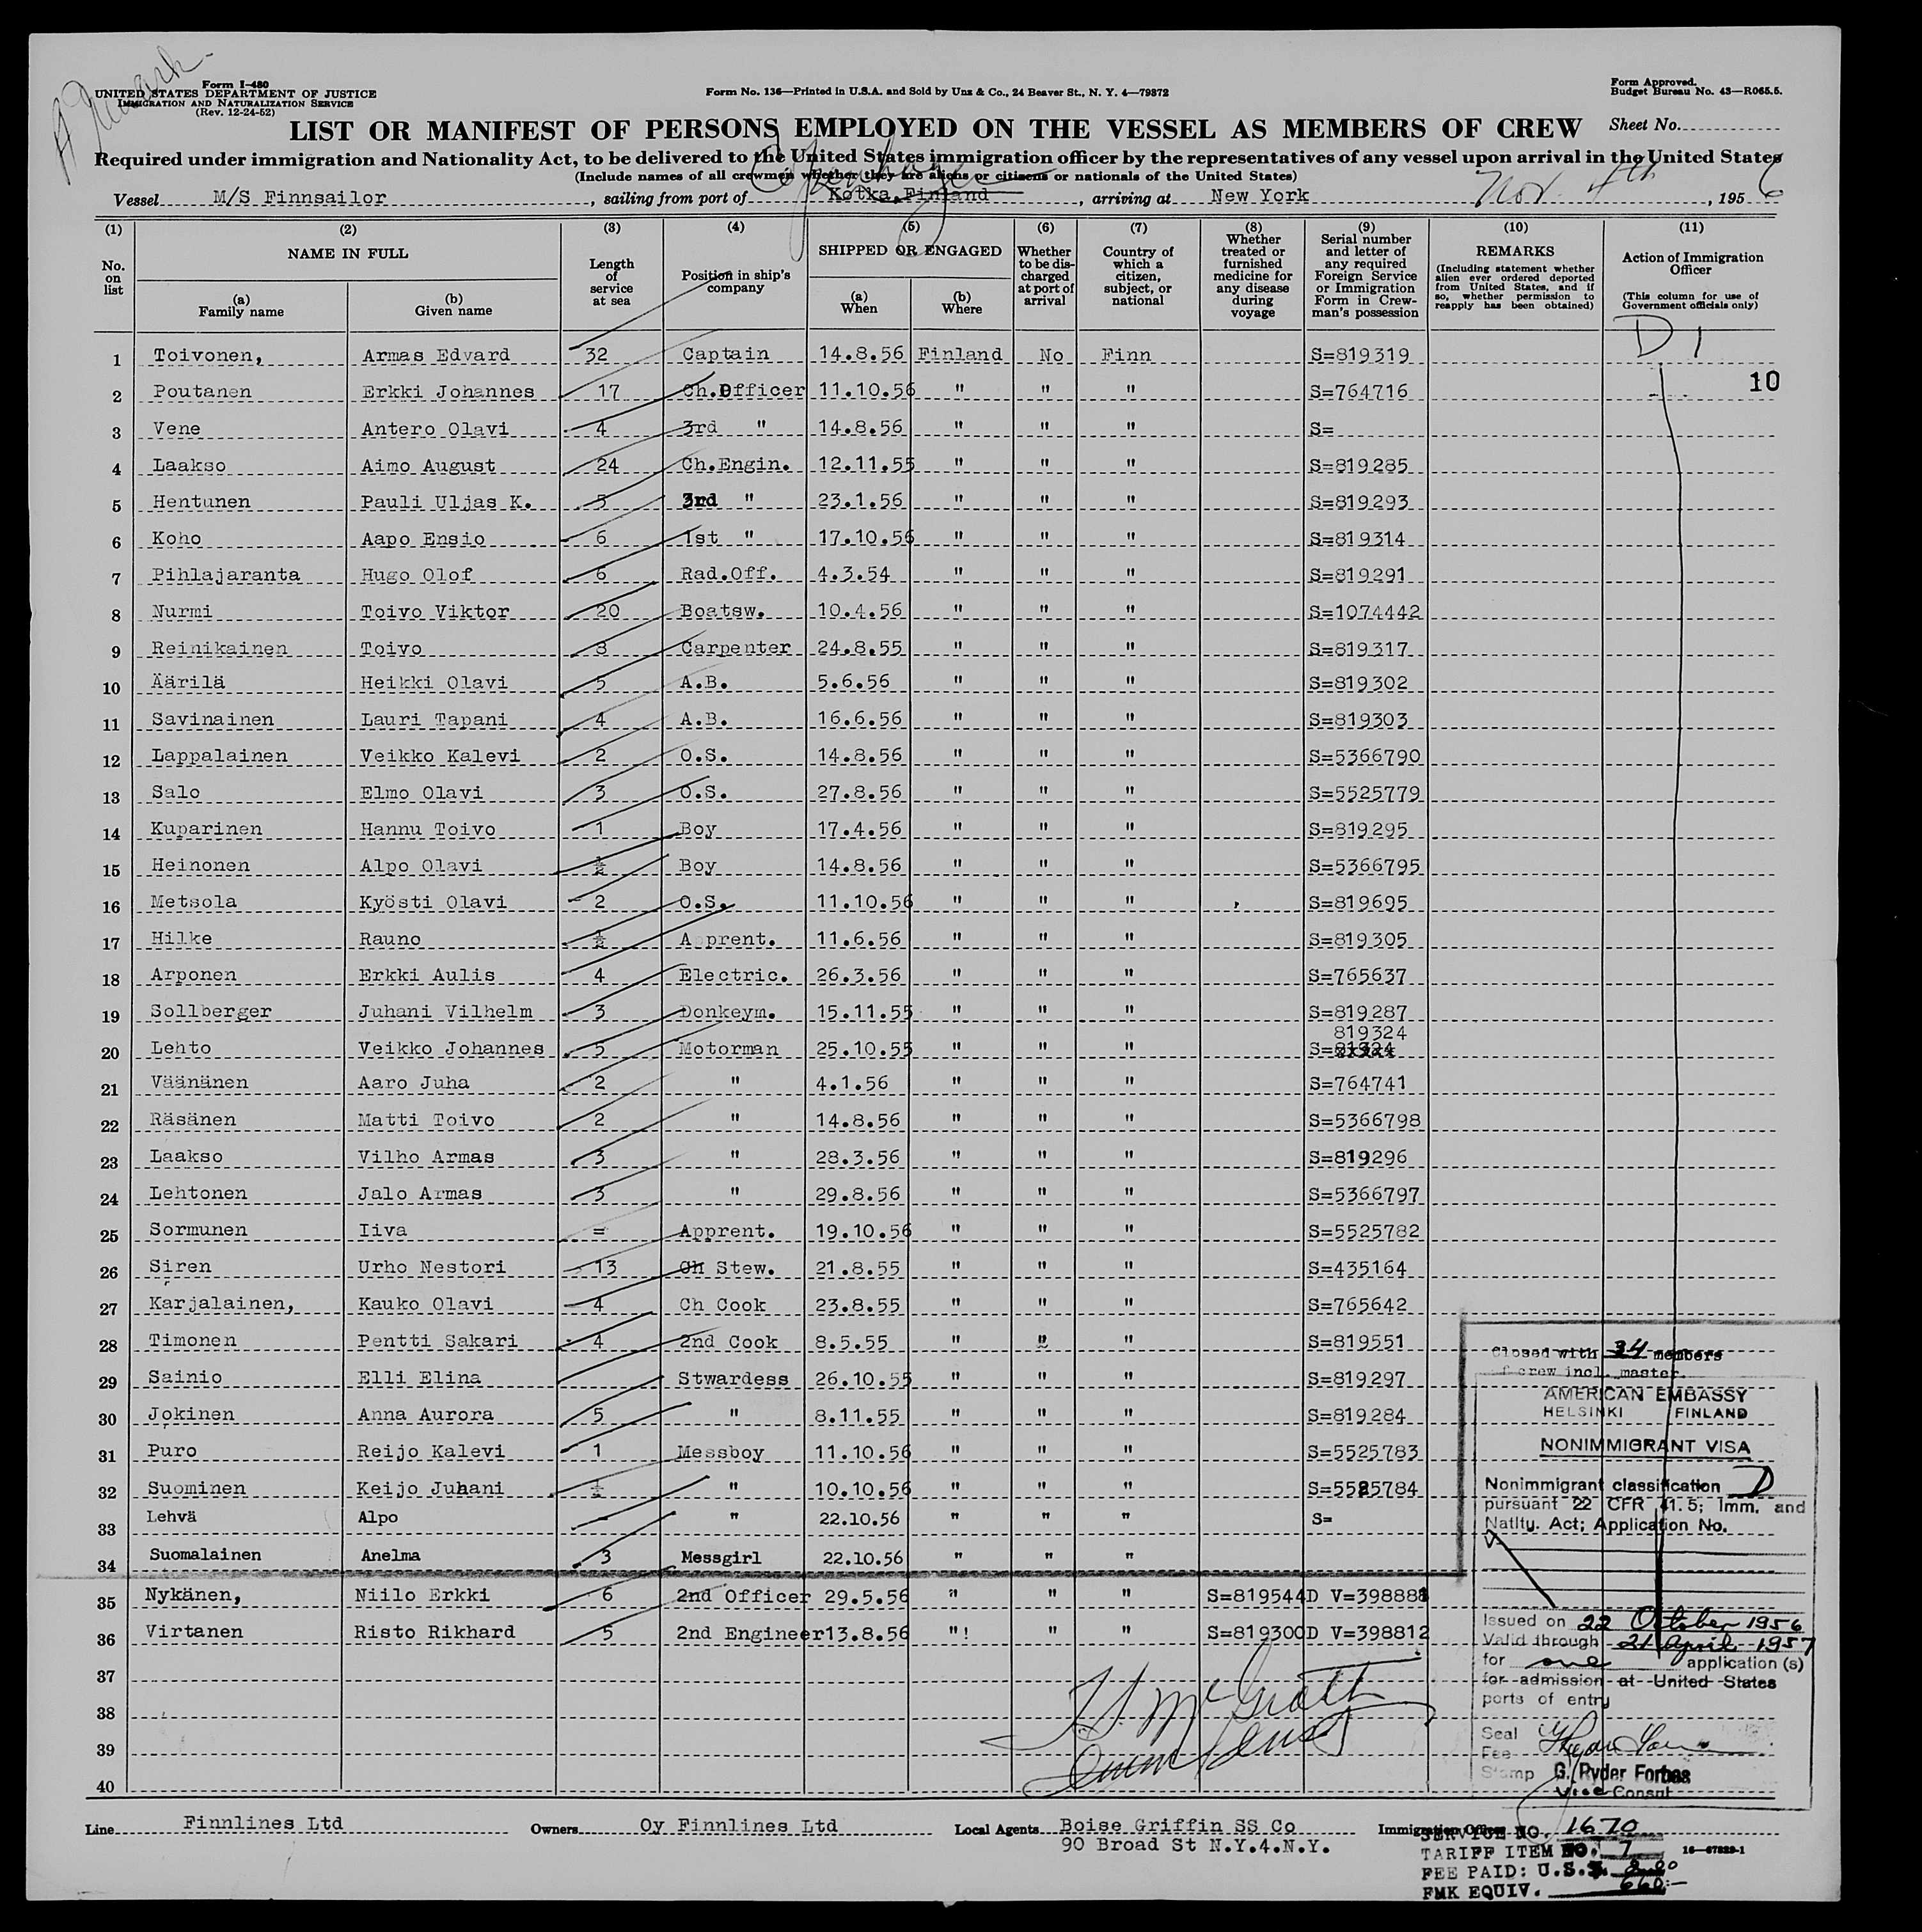 Form I-480
UNITED STATES DEPARTMENT OF JUSTICE
IMMIGRATION AND NATURALIZATION SERVICE
(Rev. 12-24-52)
Form No. 136—Printed in U.S.A. and Sold by Unz & Co., 24 Beaver St., N. Y. 4—79872
Form Approved.
Budget Bureau No. 43—R065.5.
LIST OR MANIFEST OF PERSONS EMPLOYED ON THE VESSEL AS MEMBERS OF CREW
Sheet No.
Required under immigration and Nationality Act, to be delivered to the United States immigration officer by the representatives of any vessel upon arrival in the United States
(Include names of all crewmen whether they are aliens or citizens or nationals of the United States)
Vessel M/S Finnsailor, sailing from port of Kotka, Finland Copenhagen, arriving at New York Nov. 4th, 1956
(1) No. on list
(2) NAME IN FULL
(a) Family name
(b) Given name
(3) Length of service at sea
(4) Position in ship's company
(5) SHIPPED OR ENGAGED
(a) When
(b) Where
(6) Whether to be discharged at port of arrival
(7) Country of which a citizen, subject, or national
(8) Whether treated or furnished medicine for any disease during voyage
(9) Serial number and letter of any required Foreign Service or Immigration Form in Crewman's possession
(10) REMARKS (Including statement whether alien ever ordered deported from United States, and if so, whether permission to reapply has been obtained)
(11) Action of Immigration Officer (This column for use of Government officials only)
D 1
10
1 Toivonen, Armas Edvard 32 Captain 14.8.56 Finland No Finn S=819319
2 Poutanen Erkki Johannes 17 Ch.Officer 11.10.56 " " " S=764716
3 Vene Antero Olavi 4 3rd " 14.8.56 " " " S=
4 Laakso Aimo August 24 Ch.Engin. 12.11.55 " " " S=819285
5 Hentunen Pauli Uljas K. 5 3rd " 23.1.56 " " " S=819293
6 Koho Aapo Ensio 6 1st " 17.10.56 " " " S=819314
7 Pihlajaranta Hugo Olof 6 Rad.Off. 4.3.54 " " " S=819291
8 Nurmi Toivo Viktor 20 Boatsw. 10.4.56 " " " S=1074442
9 Reinikainen Toivo 3 Carpenter 24.8.55 " " " S=819317
10 Äärilä Heikki Olavi 5 A.B. 5.6.56 " " " S=819302
11 Savinainen Lauri Tapani 4 A.B. 16.6.56 " " " S=819303
12 Lappalainen Veikko Kalevi 2 O.S. 14.8.56 " " " S=5366790
13 Salo Elmo Olavi 3 O.S. 27.8.56 " " " S=5525779
14 Kuparinen Hannu Toivo 1 Boy 17.4.56 " " " S=819295
15 Heinonen Alpo Olavi ½ Boy 14.8.56 " " " S=5366795
16 Metsola Kyösti Olavi 2 O.S. 11.10.56 " " " S=819695
17 Hilke Rauno ½ A prent. 11.6.56 " " " S=819305
18 Arponen Erkki Aulis 4 Electric. 26.3.56 " " " S=765637
19 Sollberger Juhani Vilhelm 3 Donkeym. 15.11.55 " " " S=819287
819324
20 Lehto Veikko Johannes 5 Motorman 25.10.55 " " " S=81324
21 Väänänen Aaro Juha 2 " 4.1.56 " " " S=764741
22 Räsänen Matti Toivo 2 " 14.8.56 " " " S=5366798
23 Laakso Vilho Armas 3 " 28.3.56 " " " S=819296
24 Lehtonen Jalo Armas 3 " 29.8.56 " " " S=5366797
25 Sormunen Iiva = Apprent. 19.10.56 " " " S=5525782
26 Siren Urho Nestori 13 Ch Stew. 21.8.55 " " " S=435164
27 Karjalainen, Kauko Olavi 4 Ch Cook 23.8.55 " " " S=765642
28 Timonen Pentti Sakari 4 2nd Cook 8.5.55 " " " S=819551
29 Sainio Elli Elina Stwardess 26.10.55 " " " S=819297
30 Jokinen Anna Aurora 5 " 8.11.55 " " " S=819284
31 Puro Reijo Kalevi 1 Messboy 11.10.56 " " " S=5525783
32 Suominen Keijo Juhani ½ " 10.10.56 " " " S=5525784
33 Lehvä Alpo - " 22.10.56 " " " S=
34 Suomalainen Anelma 3 Messgirl 22.10.56 " " "
35 Nykänen, Niilo Erkki 6 2nd Officer 29.5.56 " " " S=819544D V=398888
36 Virtanen Risto Rikhard 5 2nd Engineer 13.8.56 "! " " S=819300D V=398812
37
38
39
40
Closed with 34 members
of crew incl. master.
AMERICAN EMBASSY
HELSINKI FINLAND
NONIMMIGRANT VISA
Nonimmigrant classification D
pursuant 22 CFR 41.5; Imm. and
Natlty. Act; Application No.
V-
Issued on 22 October 1956
Valid through 21 April 1957
for one application (s)
for admission at United States
ports of entry
Seal
Fee
Stamp G. Ryder Forbes
Vice Consul
H. McGrath
Line Finnlines Ltd Owners Oy Finnlines Ltd Local Agents Boise Griffin SS Co Immigration Officer
90 Broad St N.Y.4.N.Y.
SERVICE NO. 1670
TARIFF ITEM NO. 7
16—67829-1
FEE PAID: U.S.$ 2.00
FMK EQUIV. 660:-